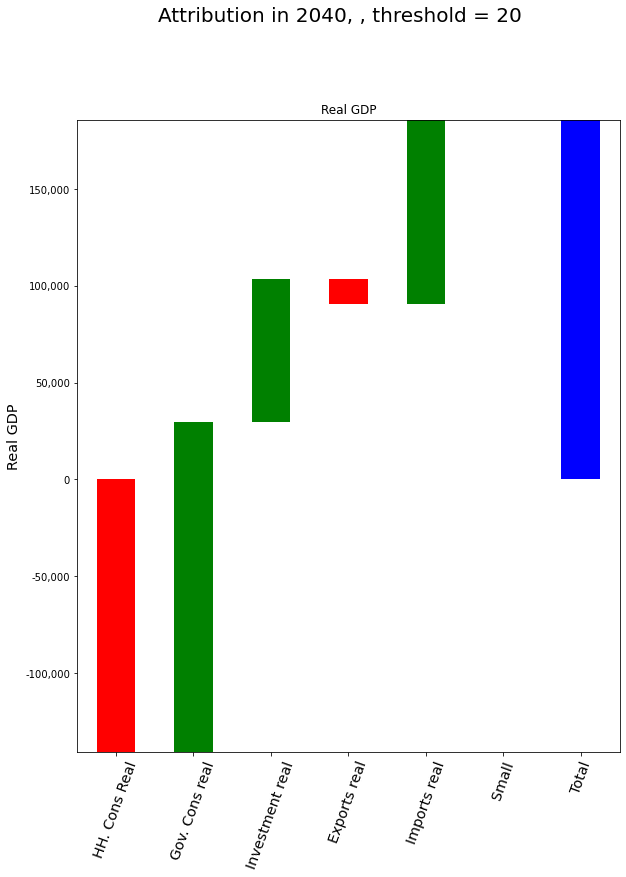 Attribution in 2040, , threshold = 20
Real GDP
150,000
100,000
50,000
0
-50,000
-100,000
Real GDP
HH. Cons Real
Gov. Cons real
Investment real
Exports real
Imports real
Small
Total